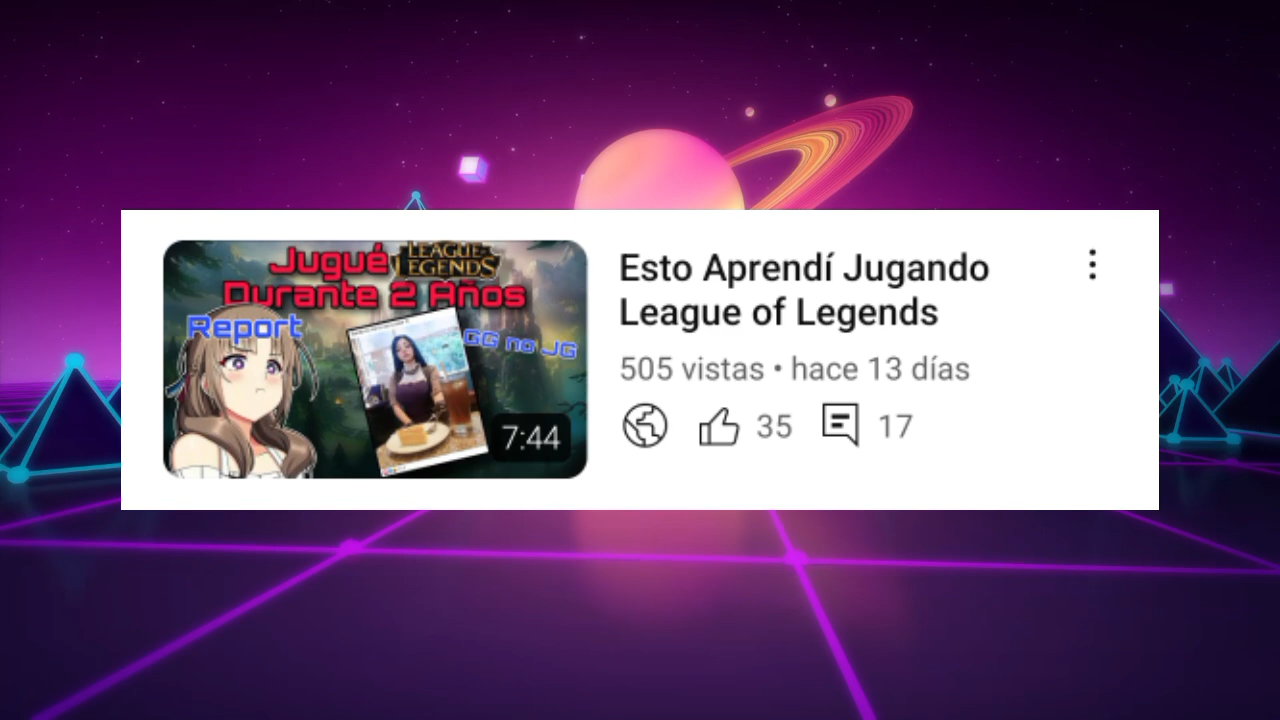 Jugué LEAGUE OF LEGENDS
Durante 2 Años
Report
GG no JG
7:44
Esto Aprendí Jugando
League of Legends
505 vistas • hace 13 días
35 17